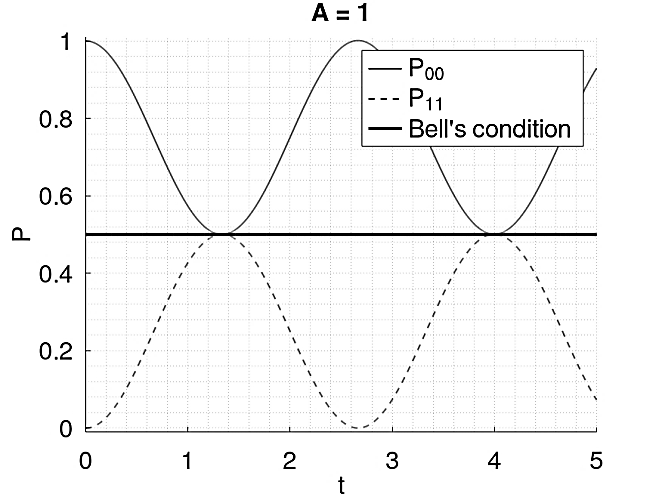 A = 1
1
0.8
0.6
0.4
0.2
0
P
P₀₀
P₁₁
Bell's condition
0 1 2 3 4 5
t